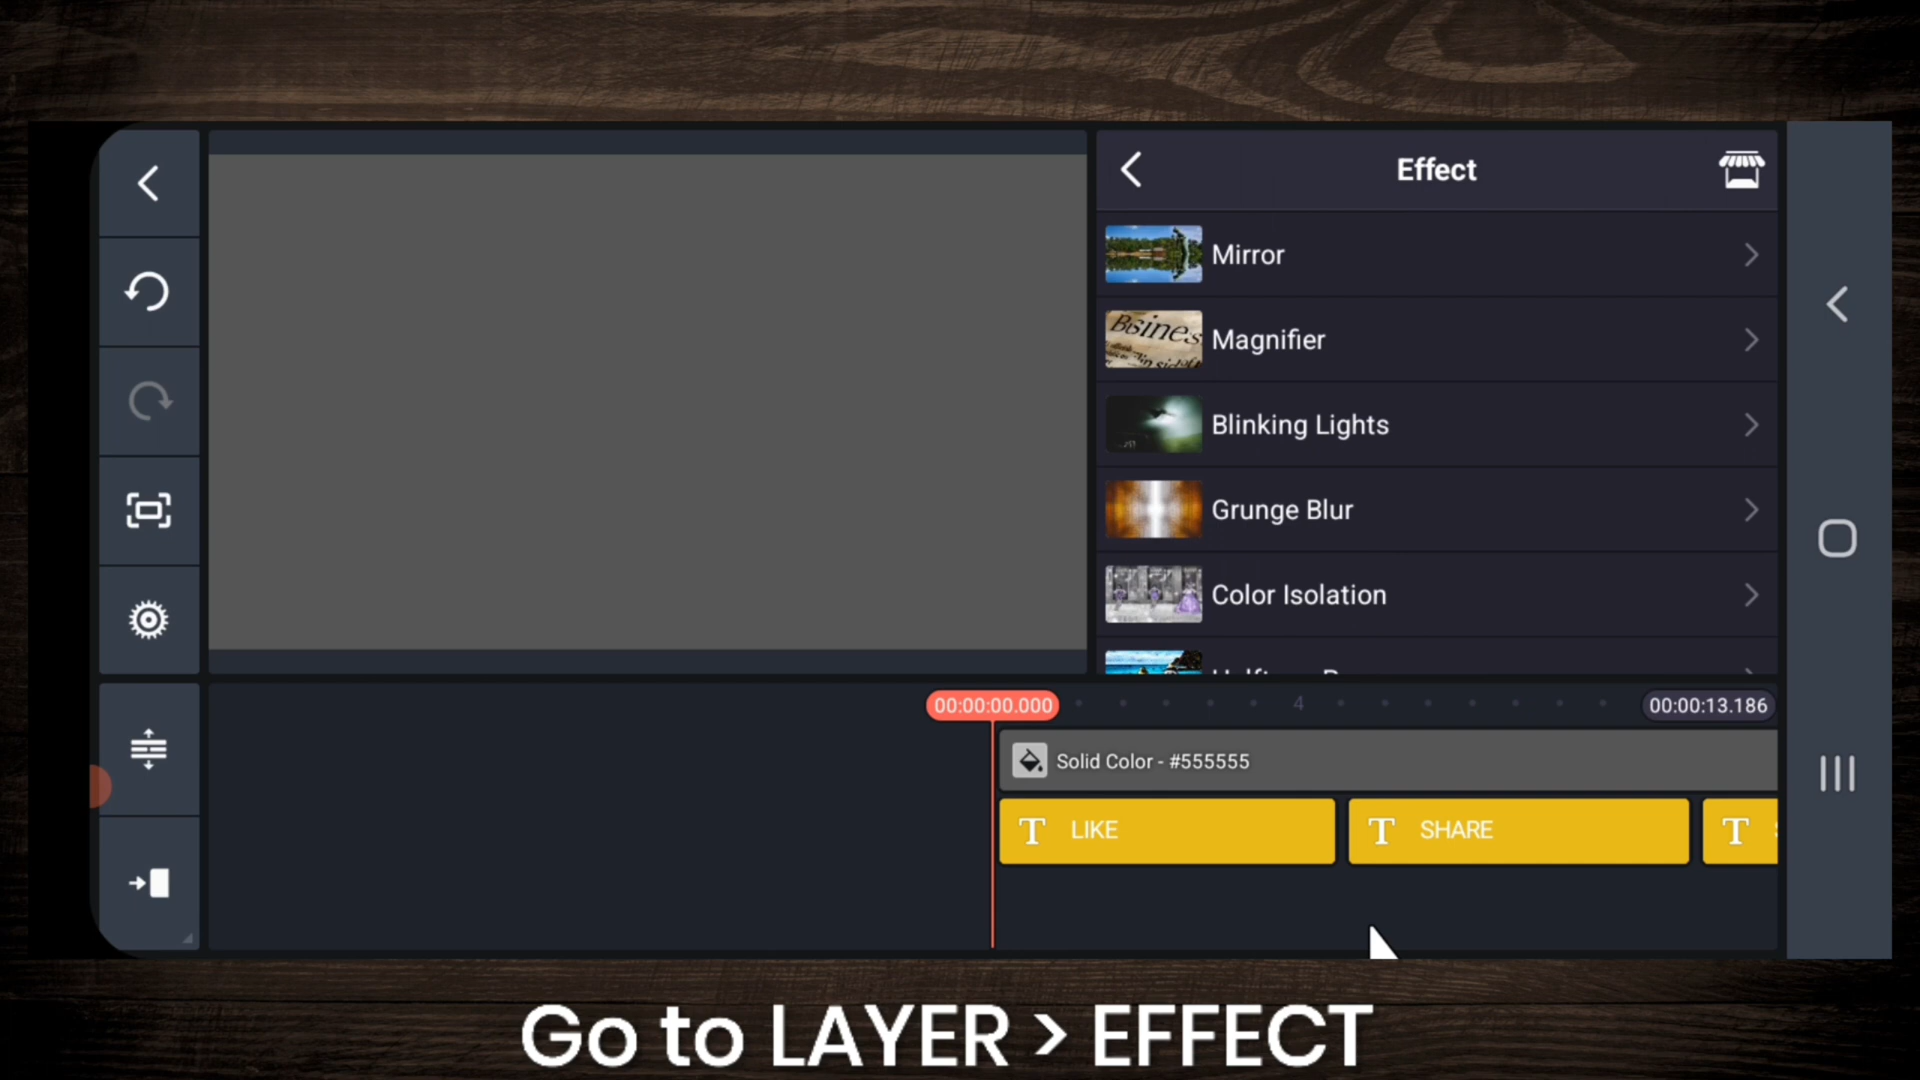 Effect
Mirror
Magnifier
Blinking Lights
Grunge Blur
Color Isolation
00:00:00.000
4
00:00:13.186
Solid Color - #555555
T LIKE
T SHARE
T
Go to LAYER > EFFECT